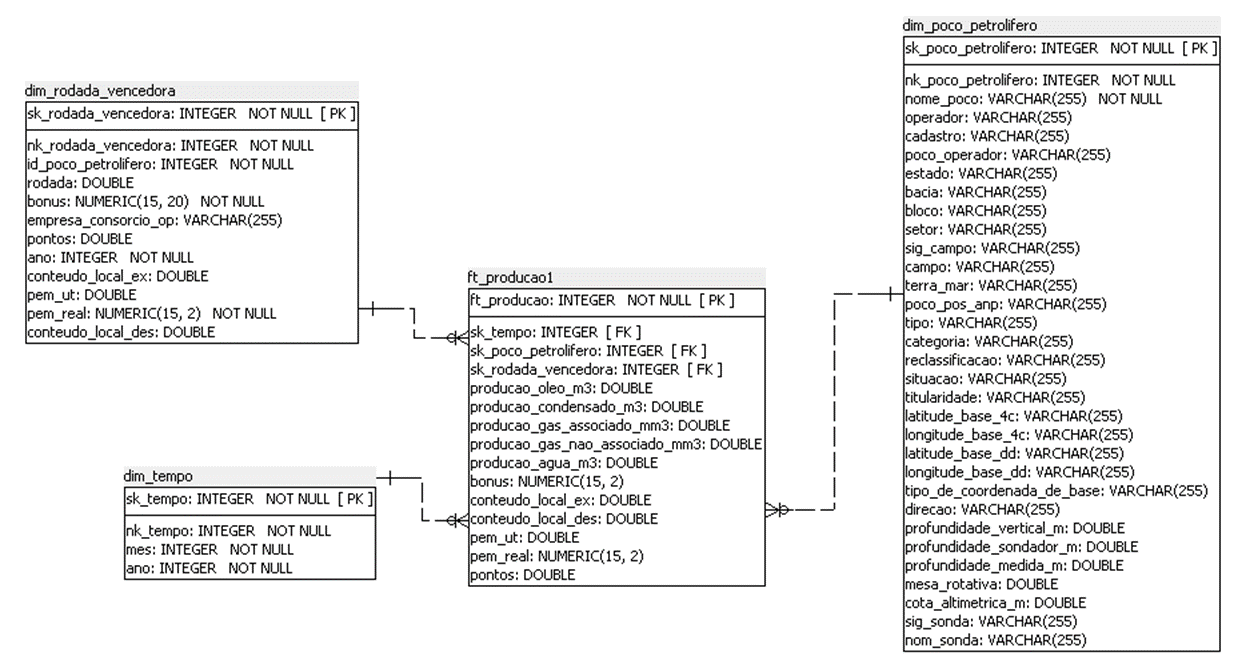 dim_rodada_vencedora
sk_rodada_vencedora: INTEGER NOT NULL [ PK ]
nk_rodada_vencedora: INTEGER NOT NULL
id_poco_petrolifero: INTEGER NOT NULL
rodada: DOUBLE
bonus: NUMERIC(15, 20) NOT NULL
empresa_consorcio_op: VARCHAR(255)
pontos: DOUBLE
ano: INTEGER NOT NULL
conteudo_local_ex: DOUBLE
pem_ut: DOUBLE
pem_real: NUMERIC(15, 2) NOT NULL
conteudo_local_des: DOUBLE
dim_tempo
sk_tempo: INTEGER NOT NULL [ PK ]
nk_tempo: INTEGER NOT NULL
mes: INTEGER NOT NULL
ano: INTEGER NOT NULL
ft_producao1
ft_producao: INTEGER NOT NULL [ PK ]
sk_tempo: INTEGER [ FK ]
sk_poco_petrolifero: INTEGER [ FK ]
sk_rodada_vencedora: INTEGER [ FK ]
producao_oleo_m3: DOUBLE
producao_condensado_m3: DOUBLE
producao_gas_associado_mm3: DOUBLE
producao_gas_nao_associado_mm3: DOUBLE
producao_agua_m3: DOUBLE
bonus: NUMERIC(15, 2)
conteudo_local_ex: DOUBLE
conteudo_local_des: DOUBLE
pem_ut: DOUBLE
pem_real: NUMERIC(15, 2)
pontos: DOUBLE
dim_poco_petrolifero
sk_poco_petrolifero: INTEGER NOT NULL [ PK ]
nk_poco_petrolifero: INTEGER NOT NULL
nome_poco: VARCHAR(255) NOT NULL
operador: VARCHAR(255)
cadastro: VARCHAR(255)
poco_operador: VARCHAR(255)
estado: VARCHAR(255)
bacia: VARCHAR(255)
bloco: VARCHAR(255)
setor: VARCHAR(255)
sig_campo: VARCHAR(255)
campo: VARCHAR(255)
terra_mar: VARCHAR(255)
poco_pos_anp: VARCHAR(255)
tipo: VARCHAR(255)
categoria: VARCHAR(255)
reclassificacao: VARCHAR(255)
situacao: VARCHAR(255)
titularidade: VARCHAR(255)
latitude_base_4c: VARCHAR(255)
longitude_base_4c: VARCHAR(255)
latitude_base_dd: VARCHAR(255)
longitude_base_dd: VARCHAR(255)
tipo_de_coordenada_de_base: VARCHAR(255)
direcao: VARCHAR(255)
profundidade_vertical_m: DOUBLE
profundidade_sondador_m: DOUBLE
profundidade_medida_m: DOUBLE
mesa_rotativa: DOUBLE
cota_altimetrica_m: DOUBLE
sig_sonda: VARCHAR(255)
nom_sonda: VARCHAR(255)